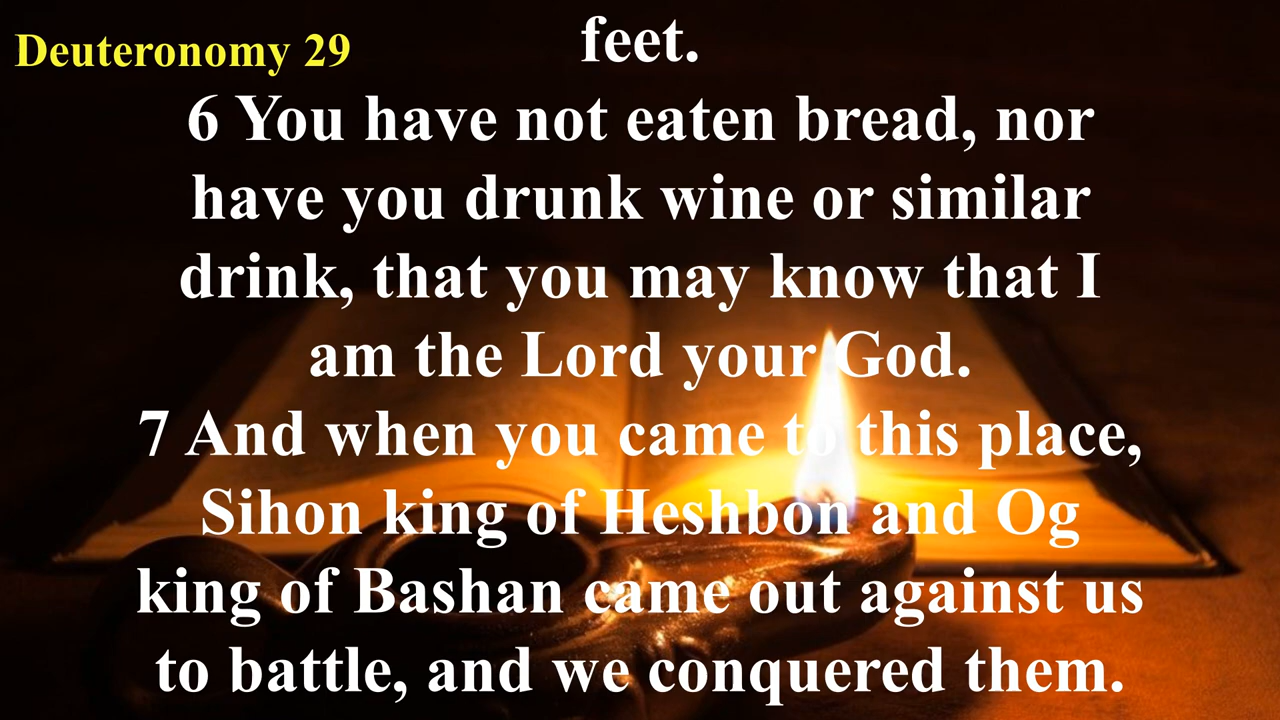 Deuteronomy 29
feet.
6 You have not eaten bread, nor
have you drunk wine or similar
drink, that you may know that I
am the Lord your God.
7 And when you came to this place,
Sihon king of Heshbon and Og
king of Bashan came out against us
to battle, and we conquered them.